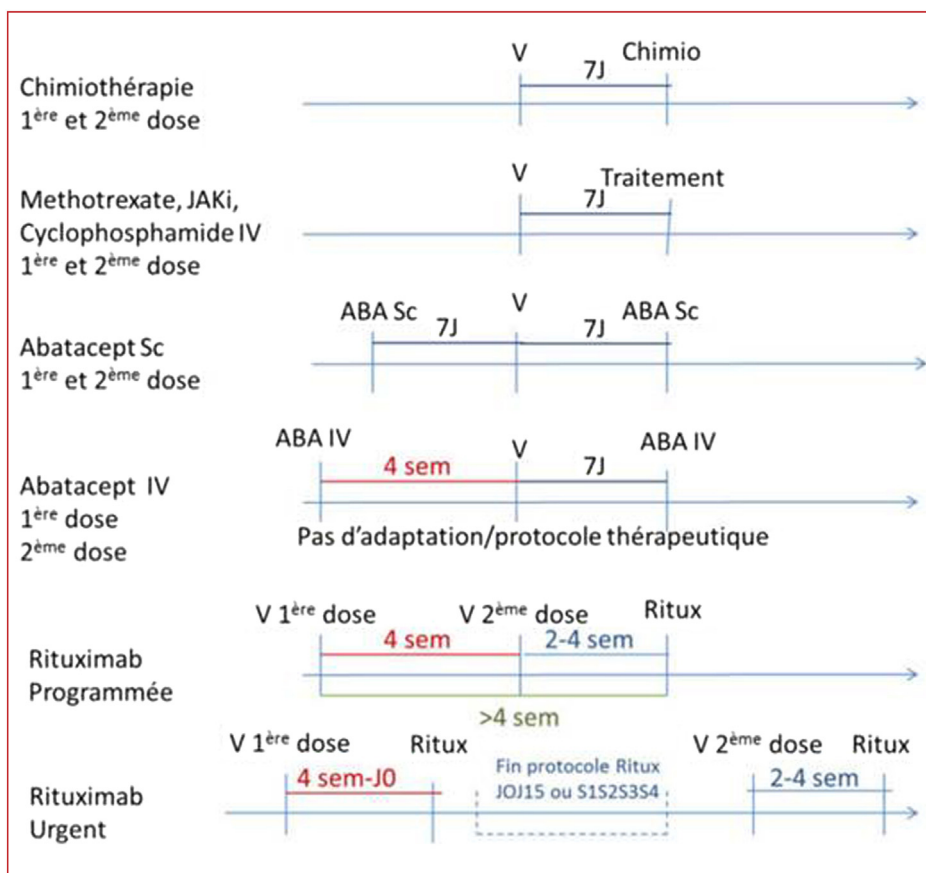 V
Chimio
7J
Chimiothérapie
1ère et 2ème dose
V
Traitement
7J
Methotrexate, JAKi,
Cyclophosphamide IV
1ère et 2ème dose
ABA Sc
V
ABA Sc
7J
7J
Abatacept Sc
1ère et 2ème dose
ABA IV
V
ABA IV
4 sem
7J
Abatacept IV
1ère dose
2ème dose
Pas d'adaptation/protocole thérapeutique
V 1ère dose
V 2ème dose
Ritux
4 sem
2-4 sem
Rituximab
Programmée
>4 sem
V 1ère dose
Ritux
V 2ème dose
Ritux
4 sem-J0
Fin protocole Ritux
JOJ15 ou S1S2S3S4
2-4 sem
Rituximab
Urgent